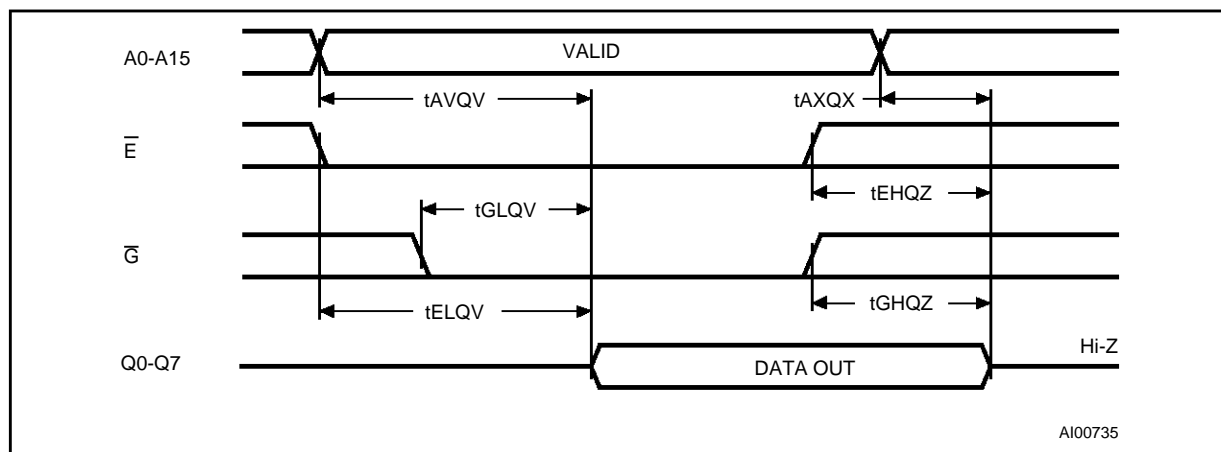 A0-A15
VALID
tAVQV
tAXQX
E̅
tEHQZ
tGLQV
G̅
tGHQZ
tELQV
Hi-Z
Q0-Q7
DATA OUT
AI00735